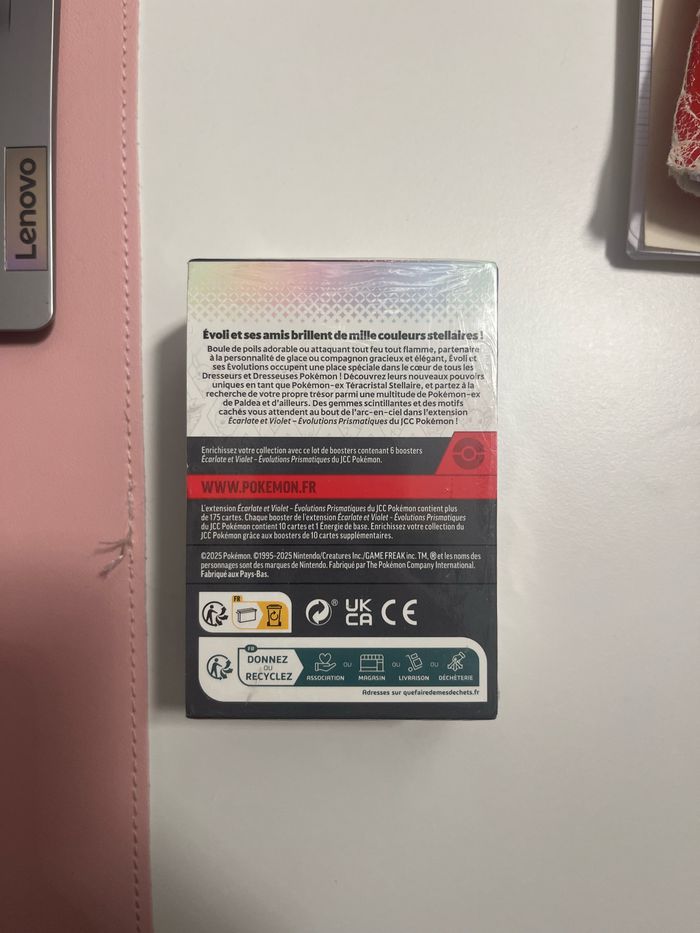 Lenovo
Évoli et ses amis brillent de mille couleurs stellaires !
Boule de poils adorable ou attaquant tout feu tout flamme, partenaire
à la personnalité de glace ou compagnon gracieux et élégant, Évoli et
ses Évolutions occupent une place spéciale dans le cœur de tous les
Dresseurs et Dresseuses Pokémon ! Découvrez leurs nouveaux pouvoirs
uniques en tant que Pokémon-ex Téracristal Stellaire, et partez à la
recherche de votre propre trésor parmi une multitude de Pokémon-ex
de Paldea et d'ailleurs. Des gemmes scintillantes et des motifs
cachés vous attendent au bout de l'arc-en-ciel dans l'extension
Écarlate et Violet – Évolutions Prismatiques du JCC Pokémon !
Enrichissez votre collection avec ce lot de boosters contenant 6 boosters
Écarlate et Violet – Évolutions Prismatiques du JCC Pokémon.
WWW.POKEMON.FR
L'extension Écarlate et Violet – Évolutions Prismatiques du JCC Pokémon contient plus
de 175 cartes. Chaque booster de l'extension Écarlate et Violet – Évolutions Prismatiques
du JCC Pokémon contient 10 cartes et 1 Énergie de base. Enrichissez votre collection du
JCC Pokémon grâce aux boosters de 10 cartes supplémentaires.
©2025 Pokémon. ©1995-2025 Nintendo/Creatures Inc./GAME FREAK inc. TM, ® et les noms des
personnages sont des marques de Nintendo. Fabriqué par The Pokémon Company International.
Fabriqué aux Pays-Bas.
FR
®
UK
CA
CE
FR
DONNEZ
OU
RECYCLEZ
ASSOCIATION OU MAGASIN OU LIVRAISON OU DÉCHÈTERIE
Adresses sur quefairedemesdechets.fr